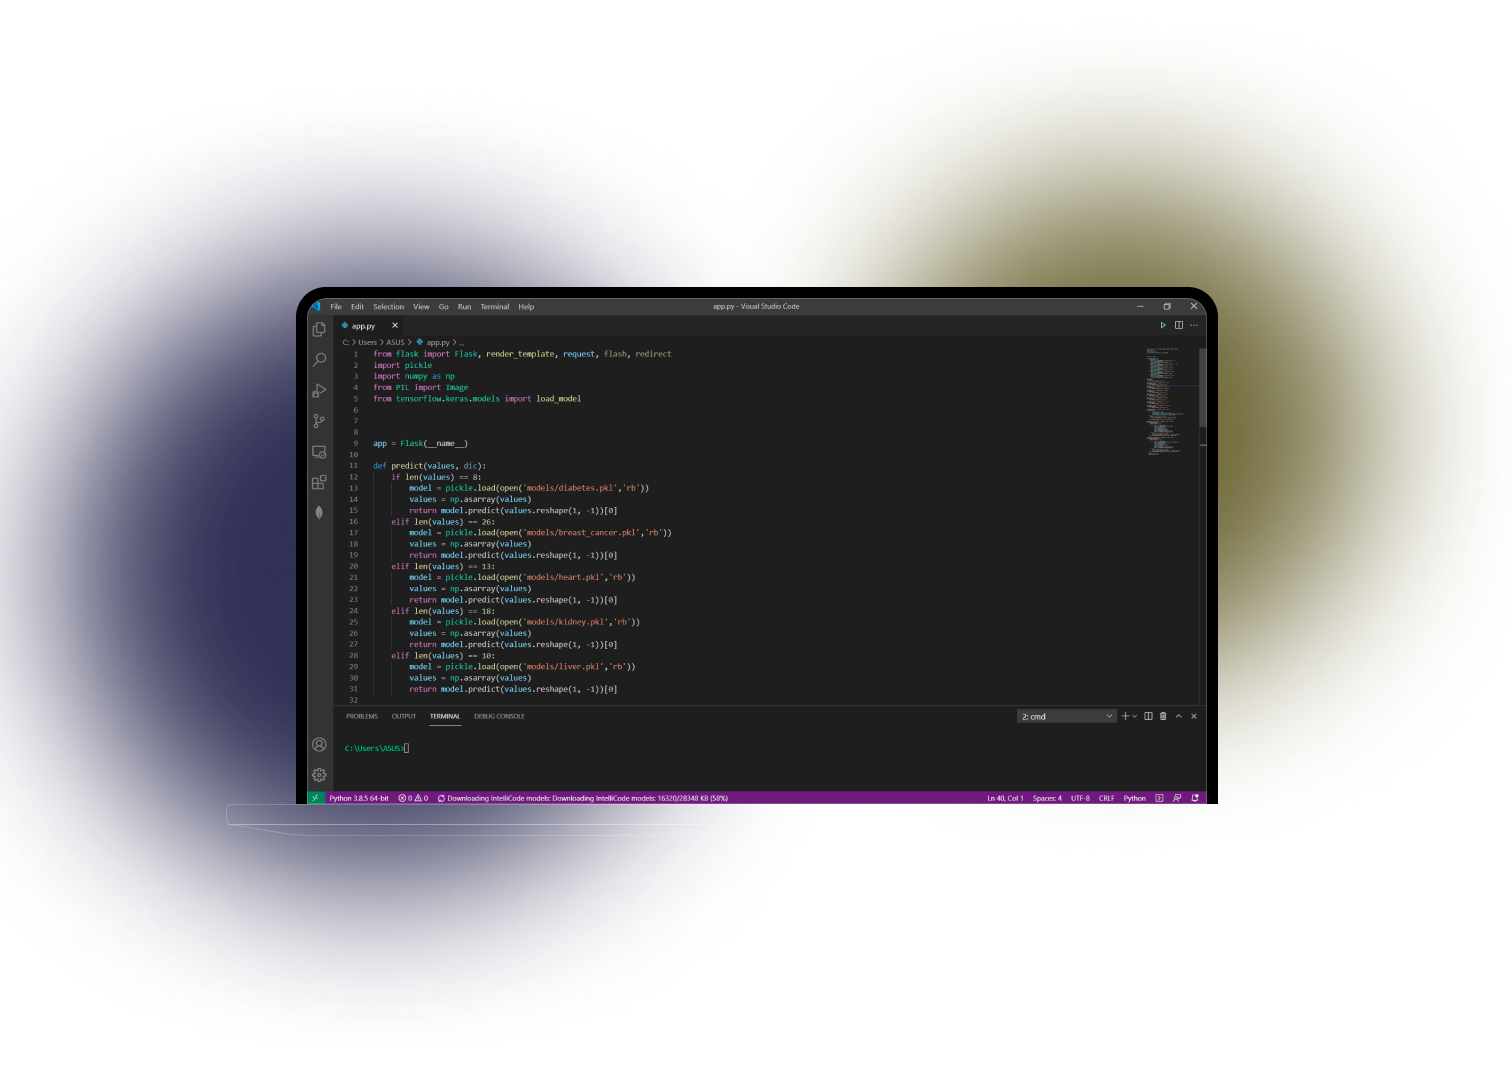 File Edit Selection View Go Run Terminal Help app.py - Visual Studio Code
app.py
C: > Users > ASUS > app.py > ...
1 from flask import Flask, render_template, request, flash, redirect
2 import pickle
3 import numpy as np
4 from PIL import Image
5 from tensorflow.keras.models import load_model
6
7
8
9 app = Flask(__name__)
10
11 def predict(values, dic):
12 if len(values) == 8:
13 model = pickle.load(open('models/diabetes.pkl','rb'))
14 values = np.asarray(values)
15 return model.predict(values.reshape(1, -1))[0]
16 elif len(values) == 26:
17 model = pickle.load(open('models/breast_cancer.pkl','rb'))
18 values = np.asarray(values)
19 return model.predict(values.reshape(1, -1))[0]
20 elif len(values) == 13:
21 model = pickle.load(open('models/heart.pkl','rb'))
22 values = np.asarray(values)
23 return model.predict(values.reshape(1, -1))[0]
24 elif len(values) == 18:
25 model = pickle.load(open('models/kidney.pkl','rb'))
26 values = np.asarray(values)
27 return model.predict(values.reshape(1, -1))[0]
28 elif len(values) == 10:
29 model = pickle.load(open('models/liver.pkl','rb'))
30 values = np.asarray(values)
31 return model.predict(values.reshape(1, -1))[0]
32
PROBLEMS OUTPUT TERMINAL DEBUG CONSOLE 2: cmd
C:\Users\ASUS>
Python 3.8.5 64-bit 0 0 Downloading IntelliCode models: Downloading IntelliCode models: 16320/28348 KB (58%) Ln 40, Col 1 Spaces: 4 UTF-8 CRLF Python